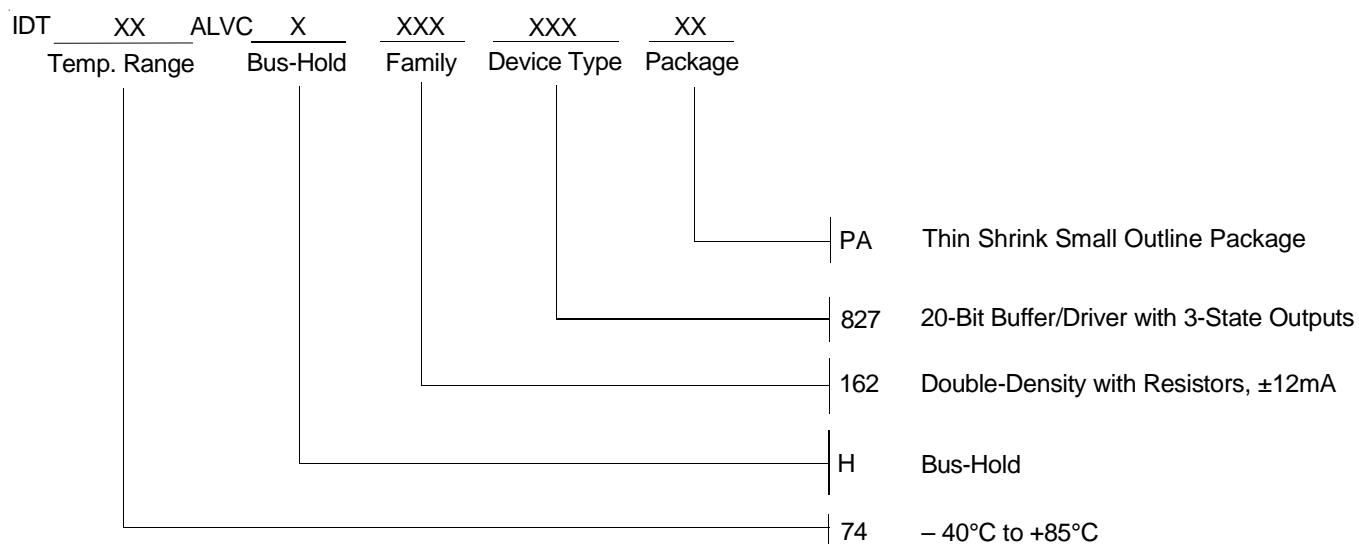 IDT XX ALVC X XXX XXX XX
Temp. Range Bus-Hold Family Device Type Package
PA Thin Shrink Small Outline Package
827 20-Bit Buffer/Driver with 3-State Outputs
162 Double-Density with Resistors, ±12mA
H Bus-Hold
74 – 40°C to +85°C